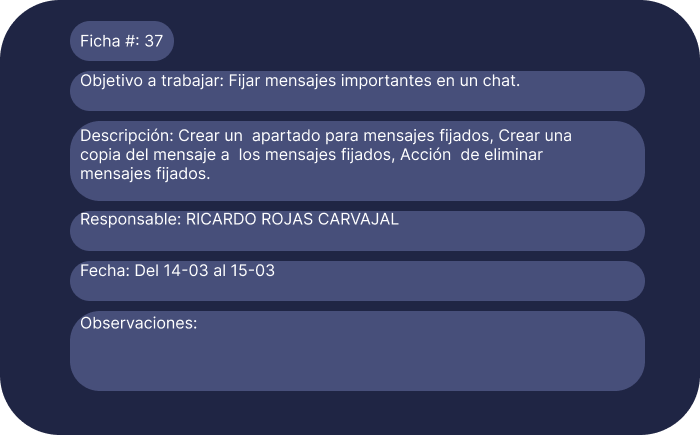 Ficha #: 37
Objetivo a trabajar: Fijar mensajes importantes en un chat.
Descripción: Crear un  apartado para mensajes fijados, Crear una
copia del mensaje a  los mensajes fijados, Acción  de eliminar
mensajes fijados.
Responsable: RICARDO ROJAS CARVAJAL
Fecha: Del 14-03 al 15-03
Observaciones: